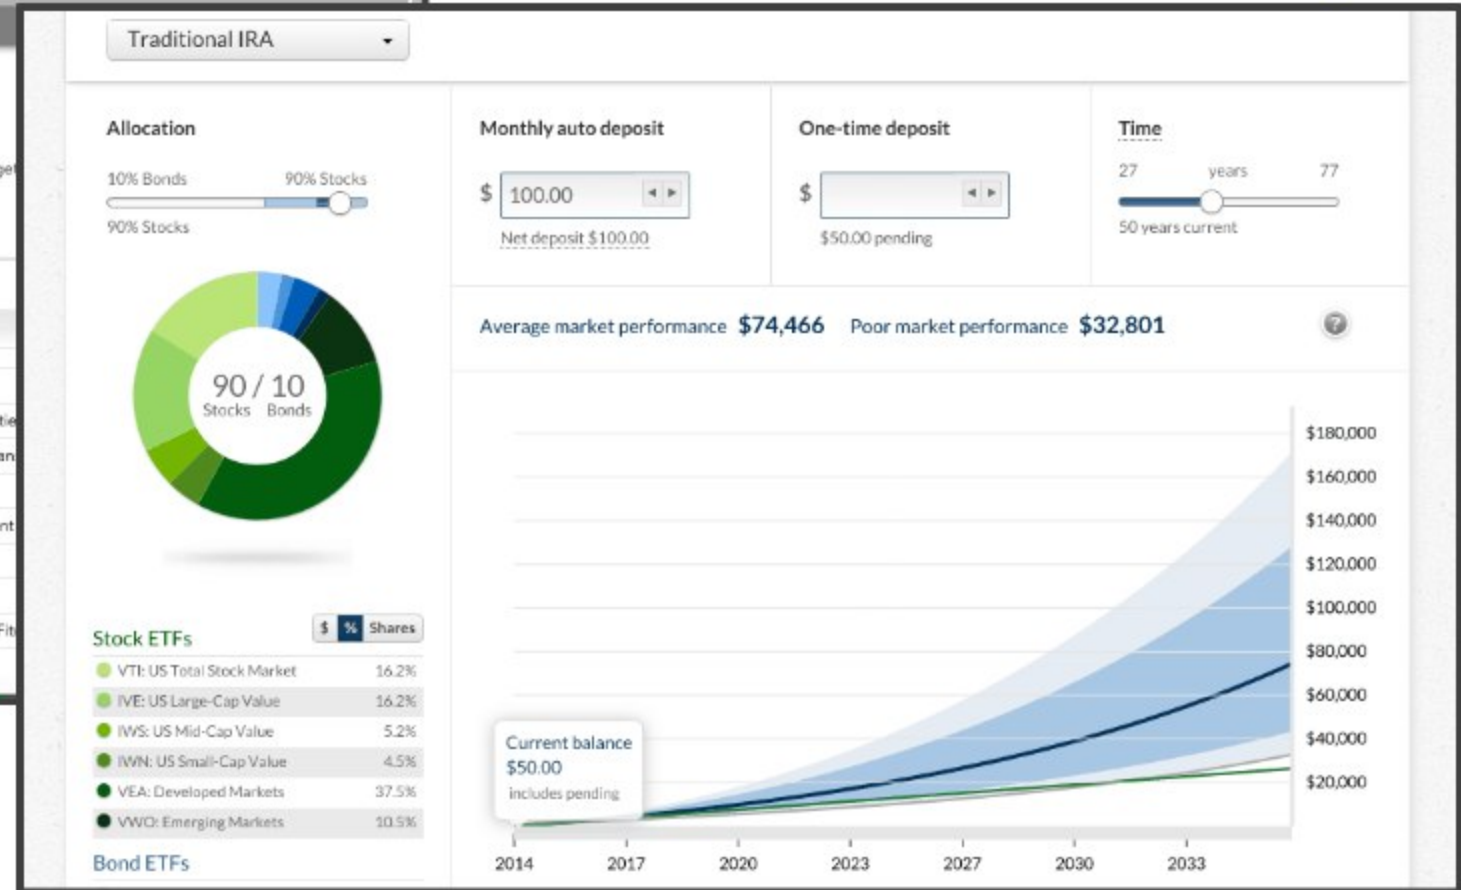 Traditional IRA
Allocation
10% Bonds 90% Stocks
90% Stocks
90 / 10
Stocks Bonds
Monthly auto deposit
$ 100.00
Net deposit $100.00
One-time deposit
$
$50.00 pending
Time
27 years 77
50 years current
Average market performance $74,466 Poor market performance $32,801
?
$180,000
$160,000
$140,000
$120,000
$100,000
$80,000
$60,000
$40,000
$20,000
Current balance
$50.00
includes pending
2014 2017 2020 2023 2027 2030 2033
Stock ETFs $ % Shares
VTI: US Total Stock Market 16.2%
IVE: US Large-Cap Value 16.2%
IWS: US Mid-Cap Value 5.2%
IWN: US Small-Cap Value 4.5%
VEA: Developed Markets 37.5%
VWO: Emerging Markets 10.5%
Bond ETFs